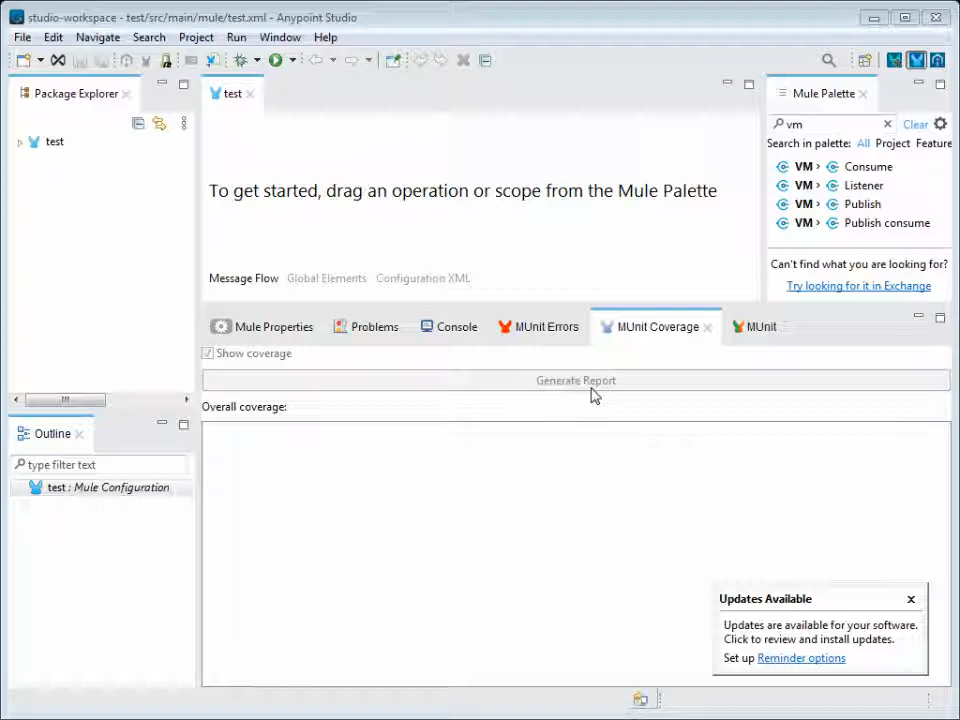 studio-workspace - test/src/main/mule/test.xml - Anypoint Studio
File Edit Navigate Search Project Run Window Help
Package Explorer
test
test
Mule Palette
vm
Clear
Search in palette: All Project Feature
VM > Consume
VM > Listener
VM > Publish
VM > Publish consume
Can't find what you are looking for?
Try looking for it in Exchange
To get started, drag an operation or scope from the Mule Palette
Message Flow Global Elements Configuration XML
Mule Properties Problems Console MUnit Errors MUnit Coverage MUnit
Show coverage
Generate Report
Overall coverage:
Outline
type filter text
test : Mule Configuration
Updates Available
Updates are available for your software.
Click to review and install updates.
Set up Reminder options